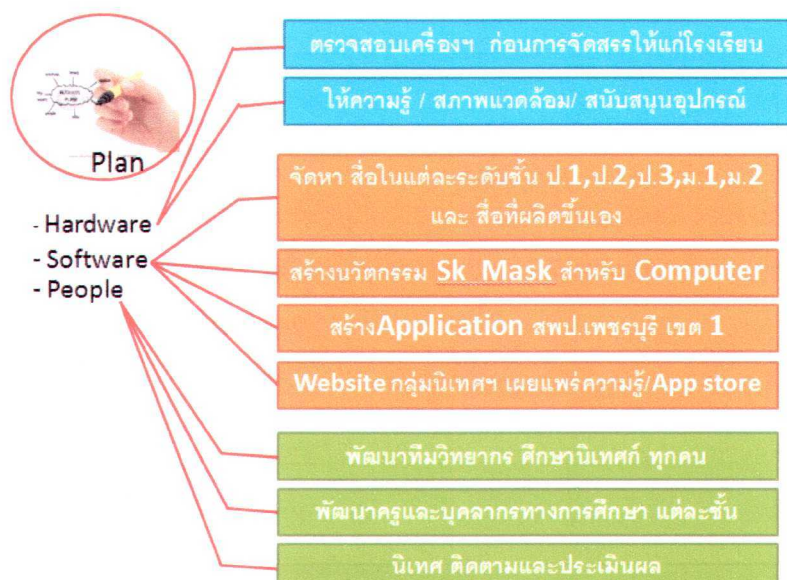 Plan
- Hardware
- Software
- People
ตรวจสอบเครื่องฯ ก่อนการจัดสรรให้แก่โรงเรียน
ให้ความรู้ / สภาพแวดล้อม/ สนับสนุนอุปกรณ์
จัดหา สื่อในแต่ละระดับชั้น ป.1,ป.2,ป.3,ม.1,ม.2
และ สื่อที่ผลิตขึ้นเอง
สร้างนวัตกรรม Sk_Mask สำหรับ Computer
สร้างApplication สพป.เพชรบุรี เขต 1
Website กลุ่มนิเทศฯ เผยแพร่ความรู้/App store
พัฒนาทีมวิทยากร ศึกษานิเทศก์ ทุกคน
พัฒนาครูและบุคลากรทางการศึกษา แต่ละชั้น
นิเทศ ติดตามและประเมินผล